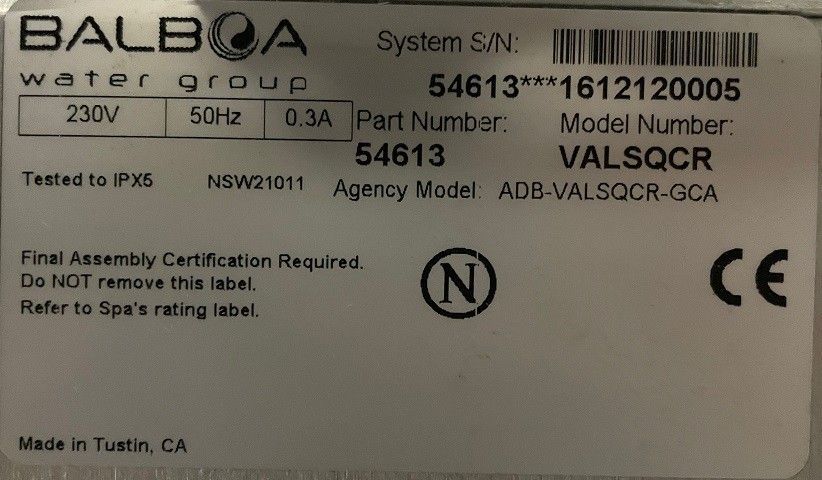 BALBOA
water group
System S/N:
54613***1612120005
230V 50Hz 0.3A
Part Number: Model Number:
54613 VALSQCR
Tested to IPX5 NSW21011
Agency Model: ADB-VALSQCR-GCA
Final Assembly Certification Required.
Do NOT remove this label.
Refer to Spa's rating label.
N
CE
Made in Tustin, CA